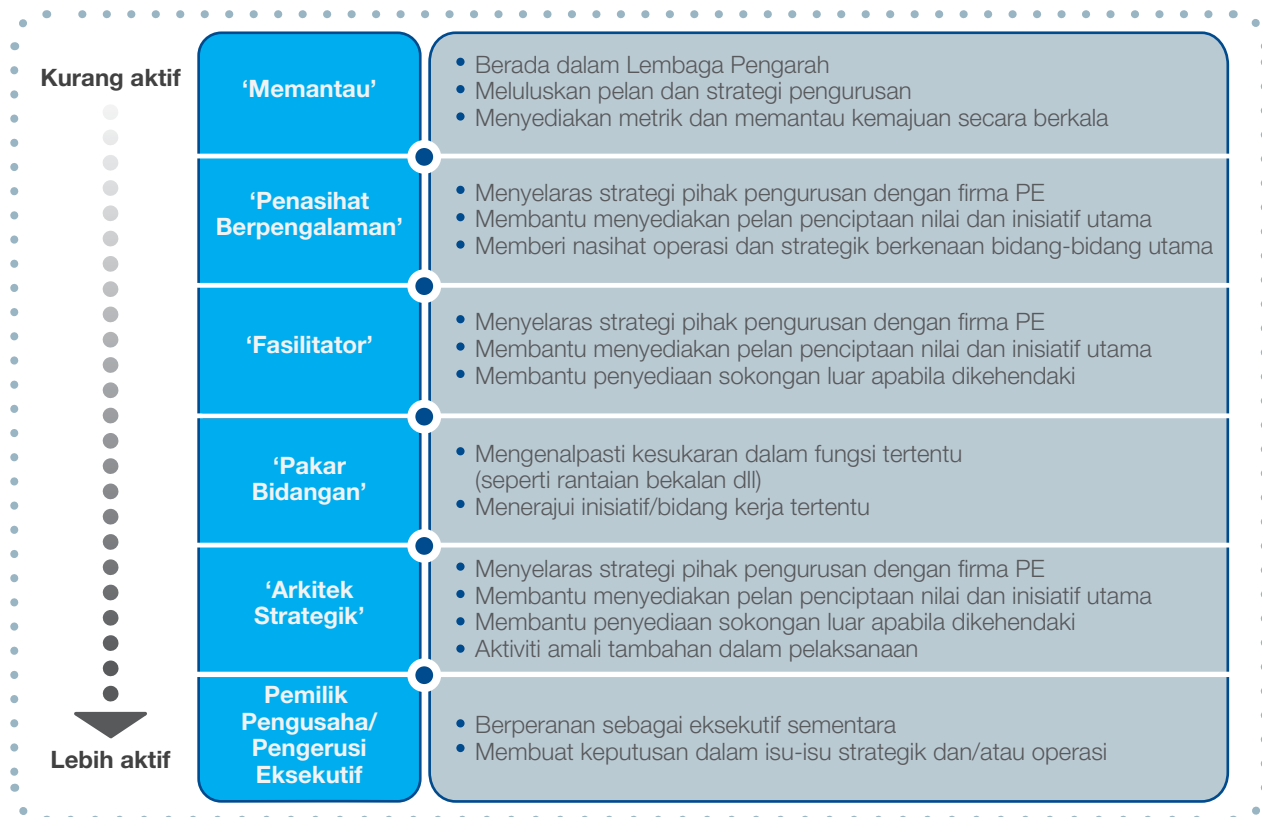 Kurang aktif
‘Memantau’
• Berada dalam Lembaga Pengarah
• Meluluskan pelan dan strategi pengurusan
• Menyediakan metrik dan memantau kemajuan secara berkala
‘Penasihat
Berpengalaman’
• Menyelaras strategi pihak pengurusan dengan firma PE
• Membantu menyediakan pelan penciptaan nilai dan inisiatif utama
• Memberi nasihat operasi dan strategik berkenaan bidang-bidang utama
‘Fasilitator’
• Menyelaras strategi pihak pengurusan dengan firma PE
• Membantu menyediakan pelan penciptaan nilai dan inisiatif utama
• Membantu penyediaan sokongan luar apabila dikehendaki
‘Pakar
Bidangan’
• Mengenalpasti kesukaran dalam fungsi tertentu
(seperti rantaian bekalan dll)
• Menerajui inisiatif/bidang kerja tertentu
‘Arkitek
Strategik’
• Menyelaras strategi pihak pengurusan dengan firma PE
• Membantu menyediakan pelan penciptaan nilai dan inisiatif utama
• Membantu penyediaan sokongan luar apabila dikehendaki
• Aktiviti amali tambahan dalam pelaksanaan
Pemilik
Pengusaha/
Pengerusi
Eksekutif
• Berperanan sebagai eksekutif sementara
• Membuat keputusan dalam isu-isu strategik dan/atau operasi
Lebih aktif